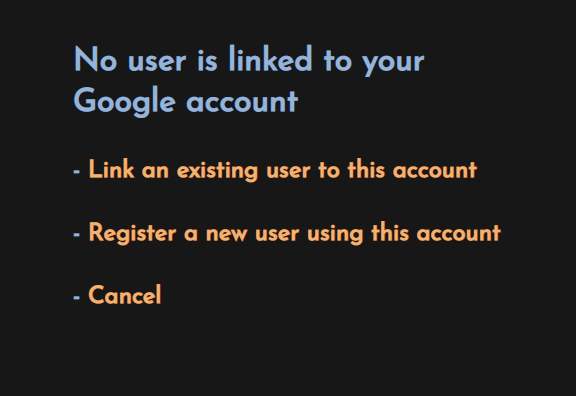 No user is linked to your
Google account
- Link an existing user to this account
- Register a new user using this account
- Cancel